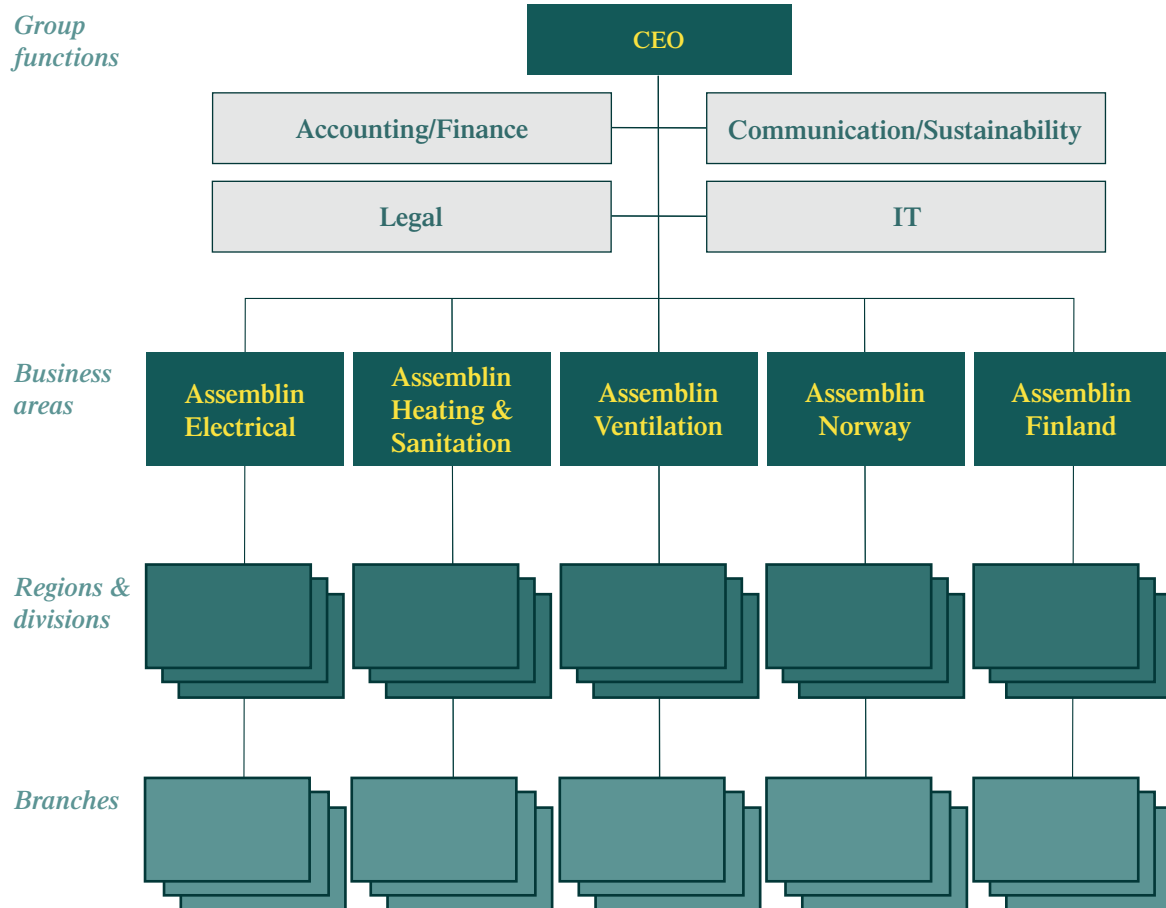 Group
functions
CEO
Accounting/Finance
Communication/Sustainability
Legal
IT
Business
areas
Assemblin
Electrical
Assemblin
Heating &
Sanitation
Assemblin
Ventilation
Assemblin
Norway
Assemblin
Finland
Regions &
divisions
Branches